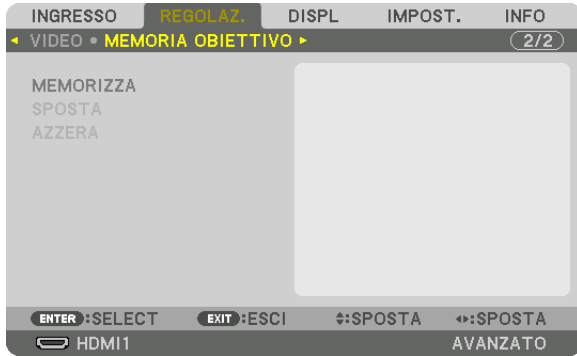 INGRESSO REGOLAZ. DISPL IMPOST. INFO
VIDEO • MEMORIA OBIETTIVO 2/2
MEMORIZZA
SPOSTA
AZZERA
ENTER :SELECT EXIT :ESCI :SPOSTA :SPOSTA
HDMI1 AVANZATO